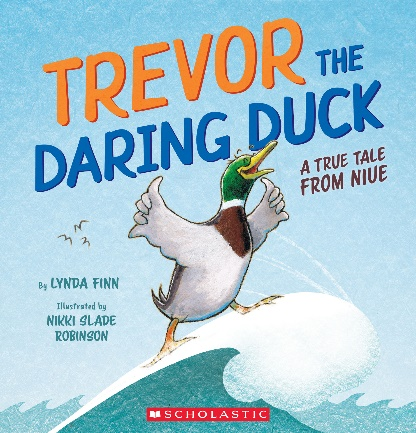 TREVOR THE
DARING DUCK
A TRUE TALE
FROM NIUE
By LYNDA FINN
Illustrated by
NIKKI SLADE
ROBINSON
SCHOLASTIC